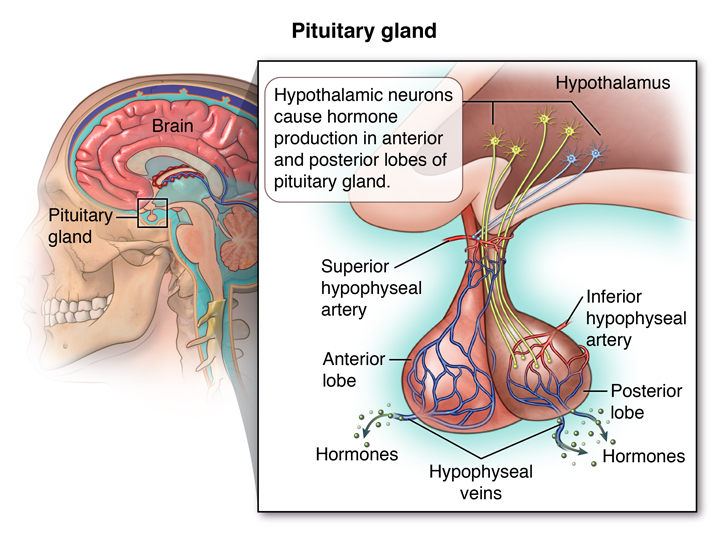 Pituitary gland
Hypothalamic neurons
cause hormone
production in anterior
and posterior lobes of
pituitary gland.
Hypothalamus
Brain
Pituitary
gland
Superior
hypophyseal
artery
Inferior
hypophyseal
artery
Anterior
lobe
Posterior
lobe
Hormones
Hypophyseal
veins
Hormones